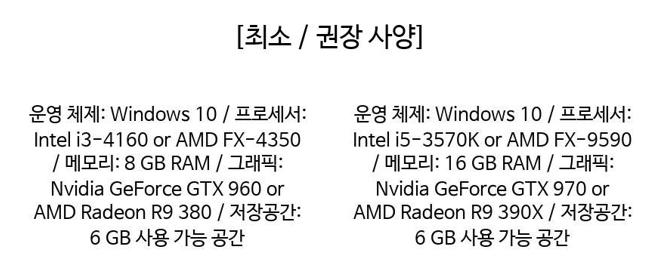 [최소 / 권장 사양]
운영 체제: Windows 10 / 프로세서:
Intel i3-4160 or AMD FX-4350
/ 메모리: 8 GB RAM / 그래픽:
Nvidia GeForce GTX 960 or
AMD Radeon R9 380 / 저장공간:
6 GB 사용 가능 공간
운영 체제: Windows 10 / 프로세서:
Intel i5-3570K or AMD FX-9590
/ 메모리: 16 GB RAM / 그래픽:
Nvidia GeForce GTX 970 or
AMD Radeon R9 390X / 저장공간:
6 GB 사용 가능 공간